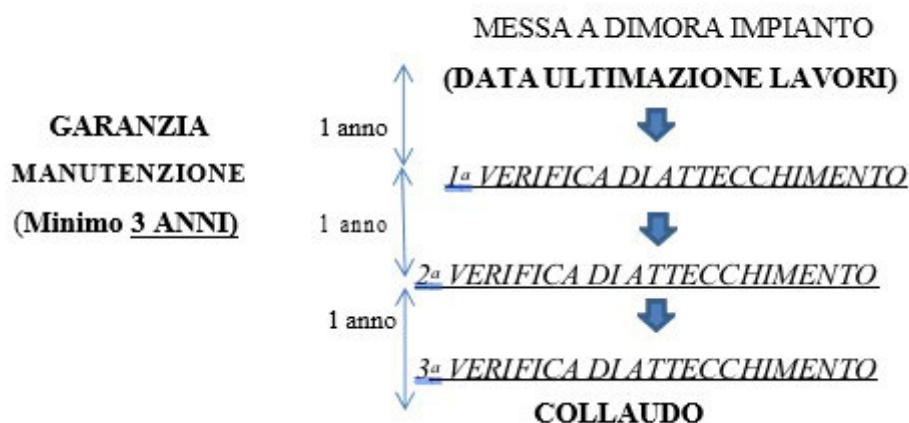 MESSA A DIMORA IMPIANTO
(DATA ULTIMAZIONE LAVORI)
GARANZIA
MANUTENZIONE
(Minimo 3 ANNI)
1 anno
1ª VERIFICA DI ATTECCHIMENTO
1 anno
2ª VERIFICA DI ATTECCHIMENTO
1 anno
3ª VERIFICA DI ATTECCHIMENTO
COLLAUDO